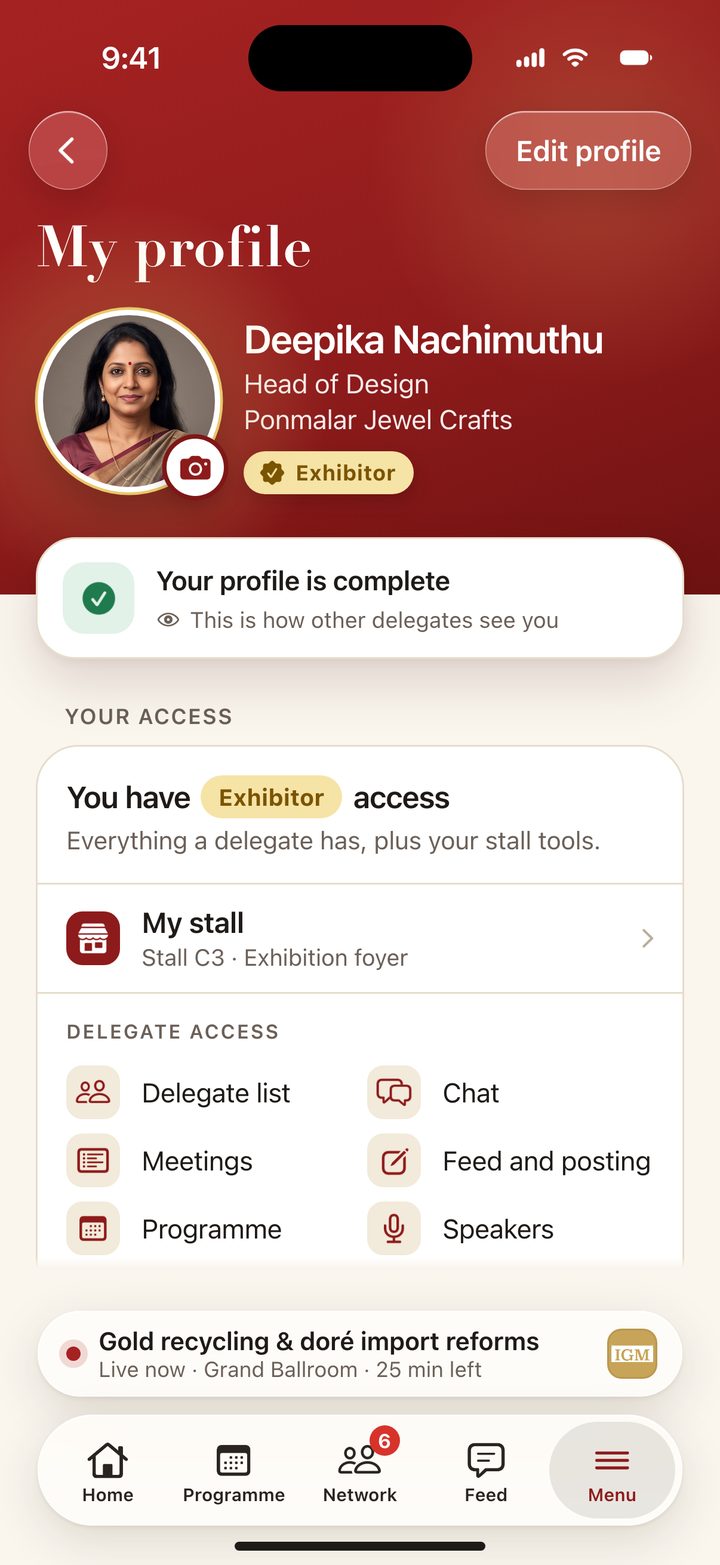 9:41
Edit profile
My profile
Deepika Nachimuthu
Head of Design
Ponmalar Jewel Crafts
Exhibitor
Your profile is complete
This is how other delegates see you
YOUR ACCESS
You have Exhibitor access
Everything a delegate has, plus your stall tools.
My stall
Stall C3 · Exhibition foyer
DELEGATE ACCESS
Delegate list
Chat
Meetings
Feed and posting
Programme
Speakers
Gold recycling & doré import reforms
Live now · Grand Ballroom · 25 min left
IGM
6
Home
Programme
Network
Feed
Menu